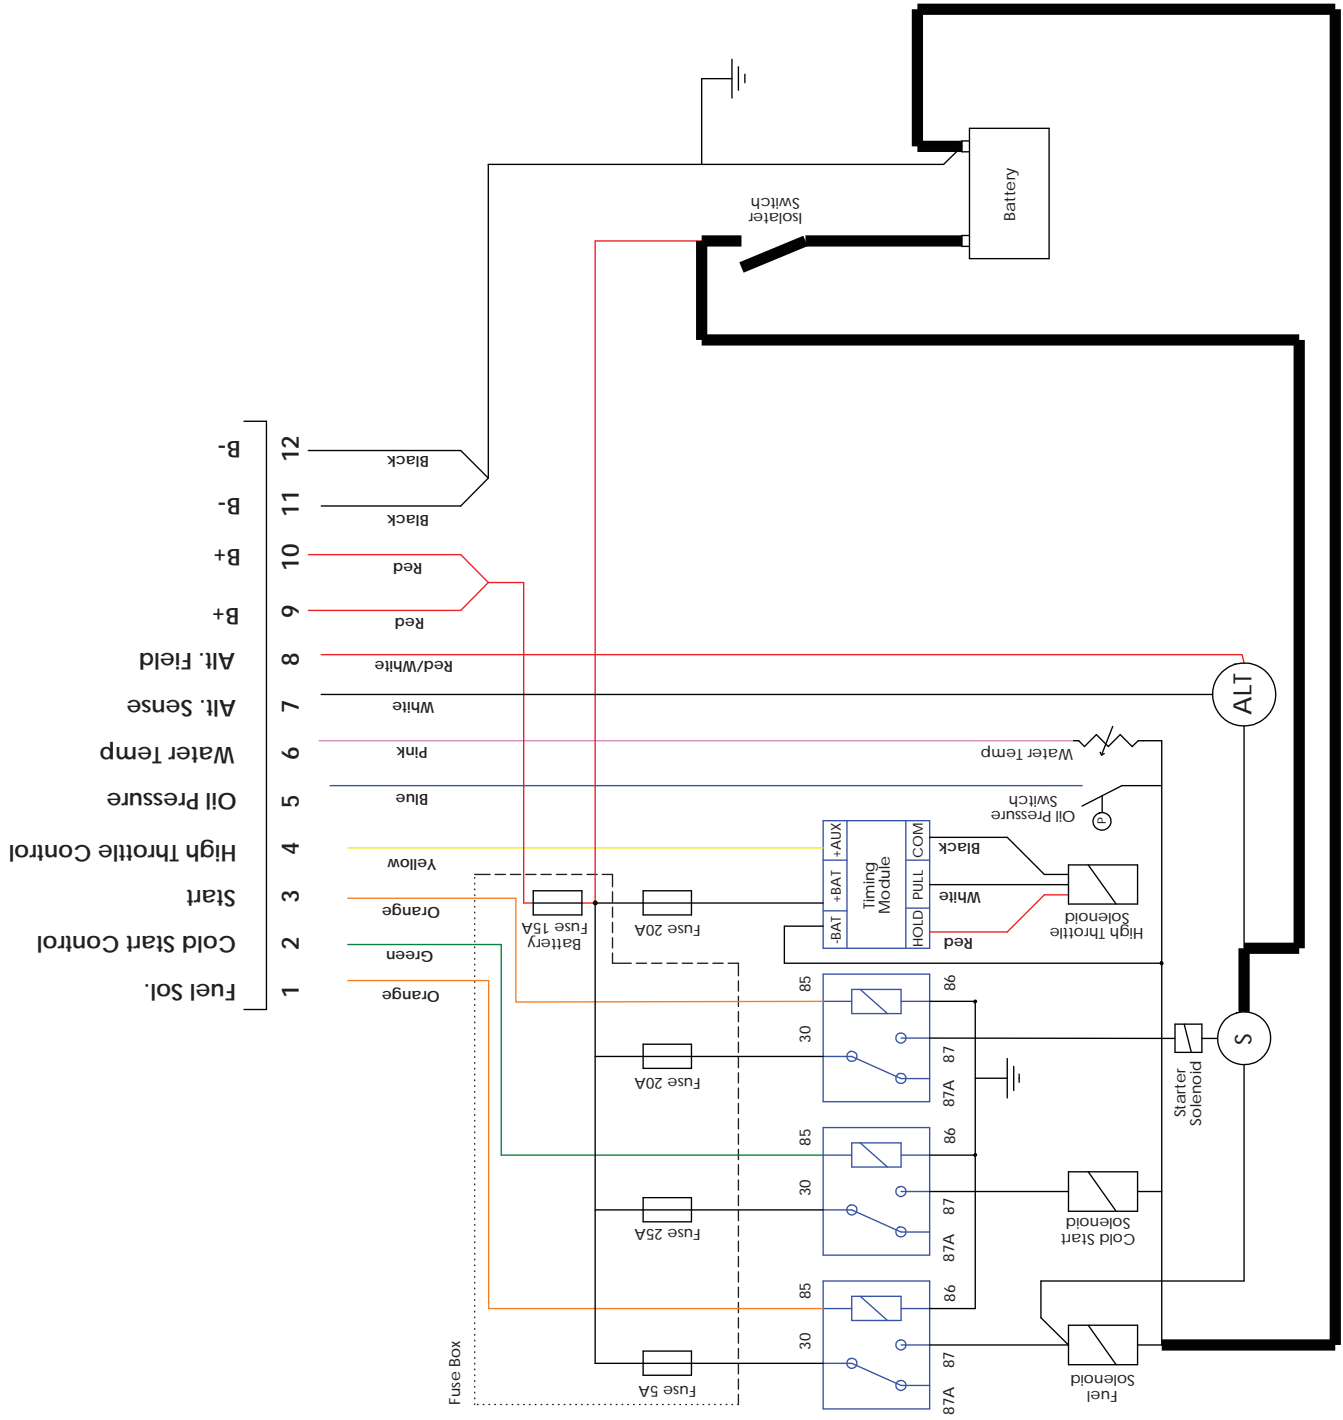 Battery
Isolater
Switch
B-
12
Black
B-
11
Black
B+
10
Red
B+
9
Red
Alt. Field
8
Red/White
Alt. Sense
7
White
Water Temp
6
Pink
Water Temp
Oil Pressure
5
Blue
Oil Pressure
Switch
P
High Throttle Control
4
Yellow
Start
3
Orange
Cold Start Control
2
Green
Fuel Sol.
1
Orange
ALT
Battery
Fuse 15A
Fuse 20A
+AUX
+BAT
-BAT
Timing
Module
COM
PULL
HOLD
Black
White
Red
High Throttle
Solenoid
85
30
86
87
87A
Fuse 20A
Starter
Solenoid
S
85
30
86
87
87A
Fuse 25A
Cold Start
Solenoid
85
30
86
87
87A
Fuse 5A
Fuel
Solenoid
Fuse Box